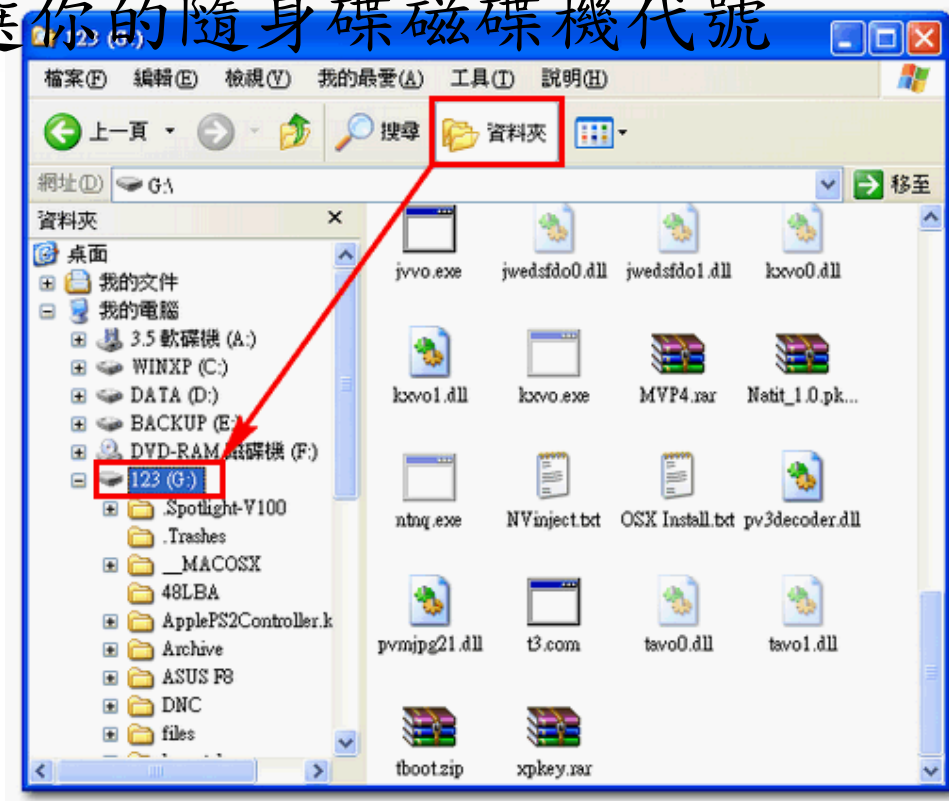 你的隨身碟磁碟機代號
123 (G:)
檔案(F) 編輯(E) 檢視(V) 我的最愛(A) 工具(T) 說明(H)
上一頁 搜尋 資料夾
網址(D) G:\ 移至
資料夾
桌面
我的文件
我的電腦
3.5 軟碟機 (A:)
WINXP (C:)
DATA (D:)
BACKUP (E:)
DVD-RAM 磁碟機 (F:)
123 (G:)
.Spotlight-V100
.Trashes
__MACOSX
48LBA
ApplePS2Controller.k
Archive
ASUS F8
DNC
files
jvvo.exe jwedsfdo0.dll jwedsfdo1.dll kxvo0.dll
kxvo1.dll kxvo.exe MVP4.rar Natit_1.0.pk...
ntnq.exe NVinject.txt OSX Install.txt pv3decoder.dll
pvmjpg21.dll t3.com tavo0.dll tavo1.dll
tboot.zip xpkey.rar